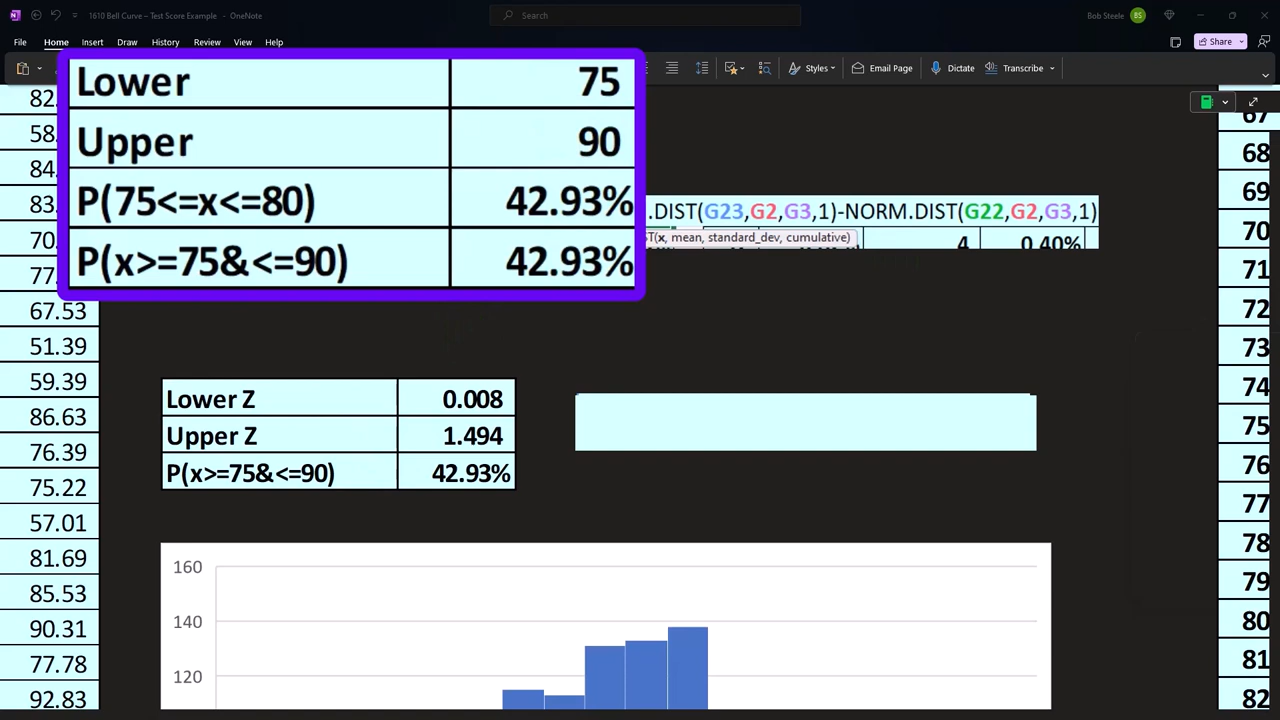 1610 Bell Curve – Test Score Example - OneNote
Search
Bob Steele BS
File Home Insert Draw History Review View Help
Share
Styles Email Page Dictate Transcribe
Lower 75
Upper 90
P(75<=x<=80) 42.93%
P(x>=75&<=90) 42.93%
.DIST(G23,G2,G3,1)-NORM.DIST(G22,G2,G3,1)
ST(x, mean, standard_dev, cumulative)
4 0.40%
82.
58.
84.
83.
70.
77.
67.53
51.39
59.39
86.63
76.39
75.22
57.01
81.69
85.53
90.31
77.78
92.83
Lower Z 0.008
Upper Z 1.494
P(x>=75&<=90) 42.93%
160
140
120
67
68
69
70
71
72
73
74
75
76
77
78
79
80
81
82